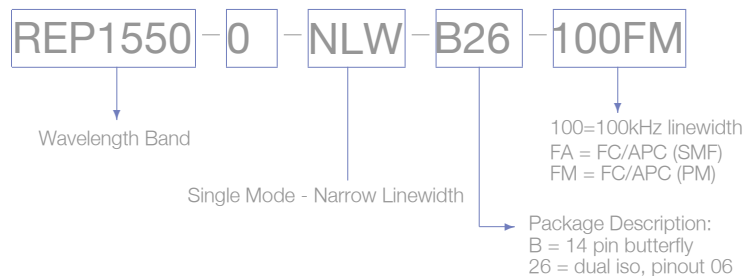 REP1550 - 0 - NLW - B26 - 100FM
Wavelength Band
100=100kHz linewidth
FA = FC/APC (SMF)
FM = FC/APC (PM)
Single Mode - Narrow Linewidth
Package Description:
B = 14 pin butterfly
26 = dual iso, pinout 06